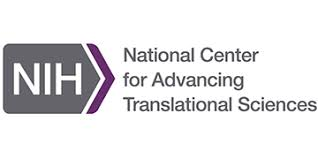 NIH
National Center
for Advancing
Translational Sciences